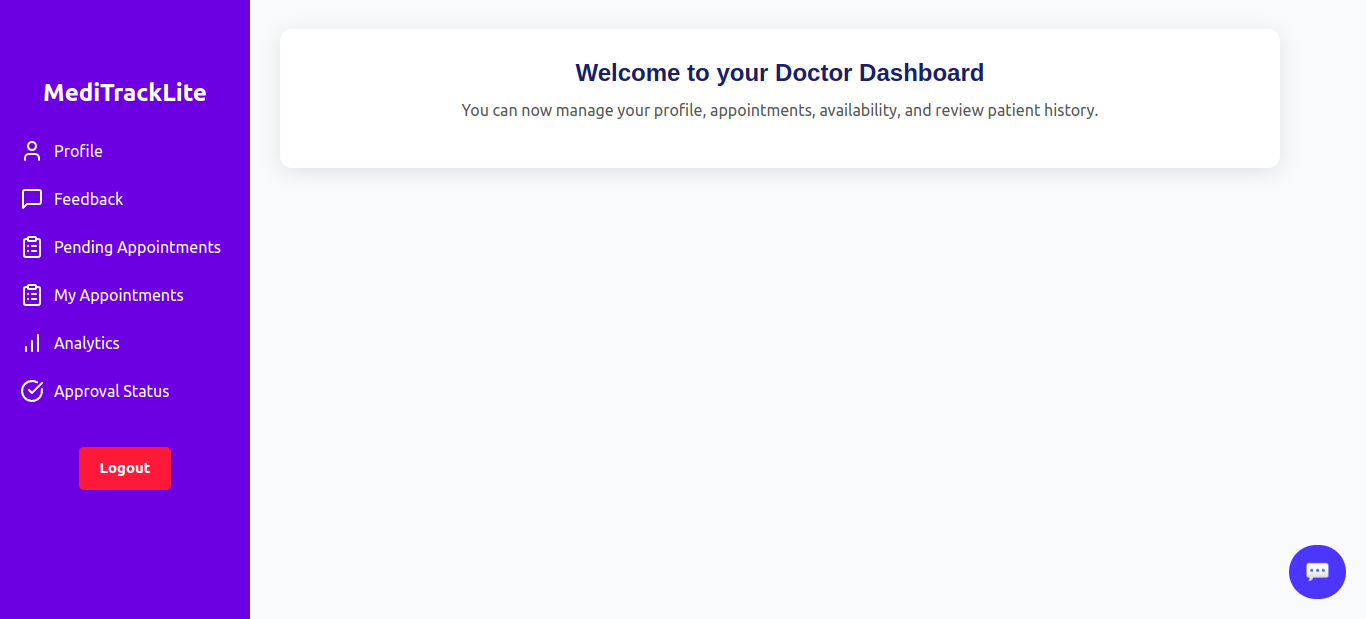 MediTrackLite
Profile
Feedback
Pending Appointments
My Appointments
Analytics
Approval Status
Logout
Welcome to your Doctor Dashboard
You can now manage your profile, appointments, availability, and review patient history.